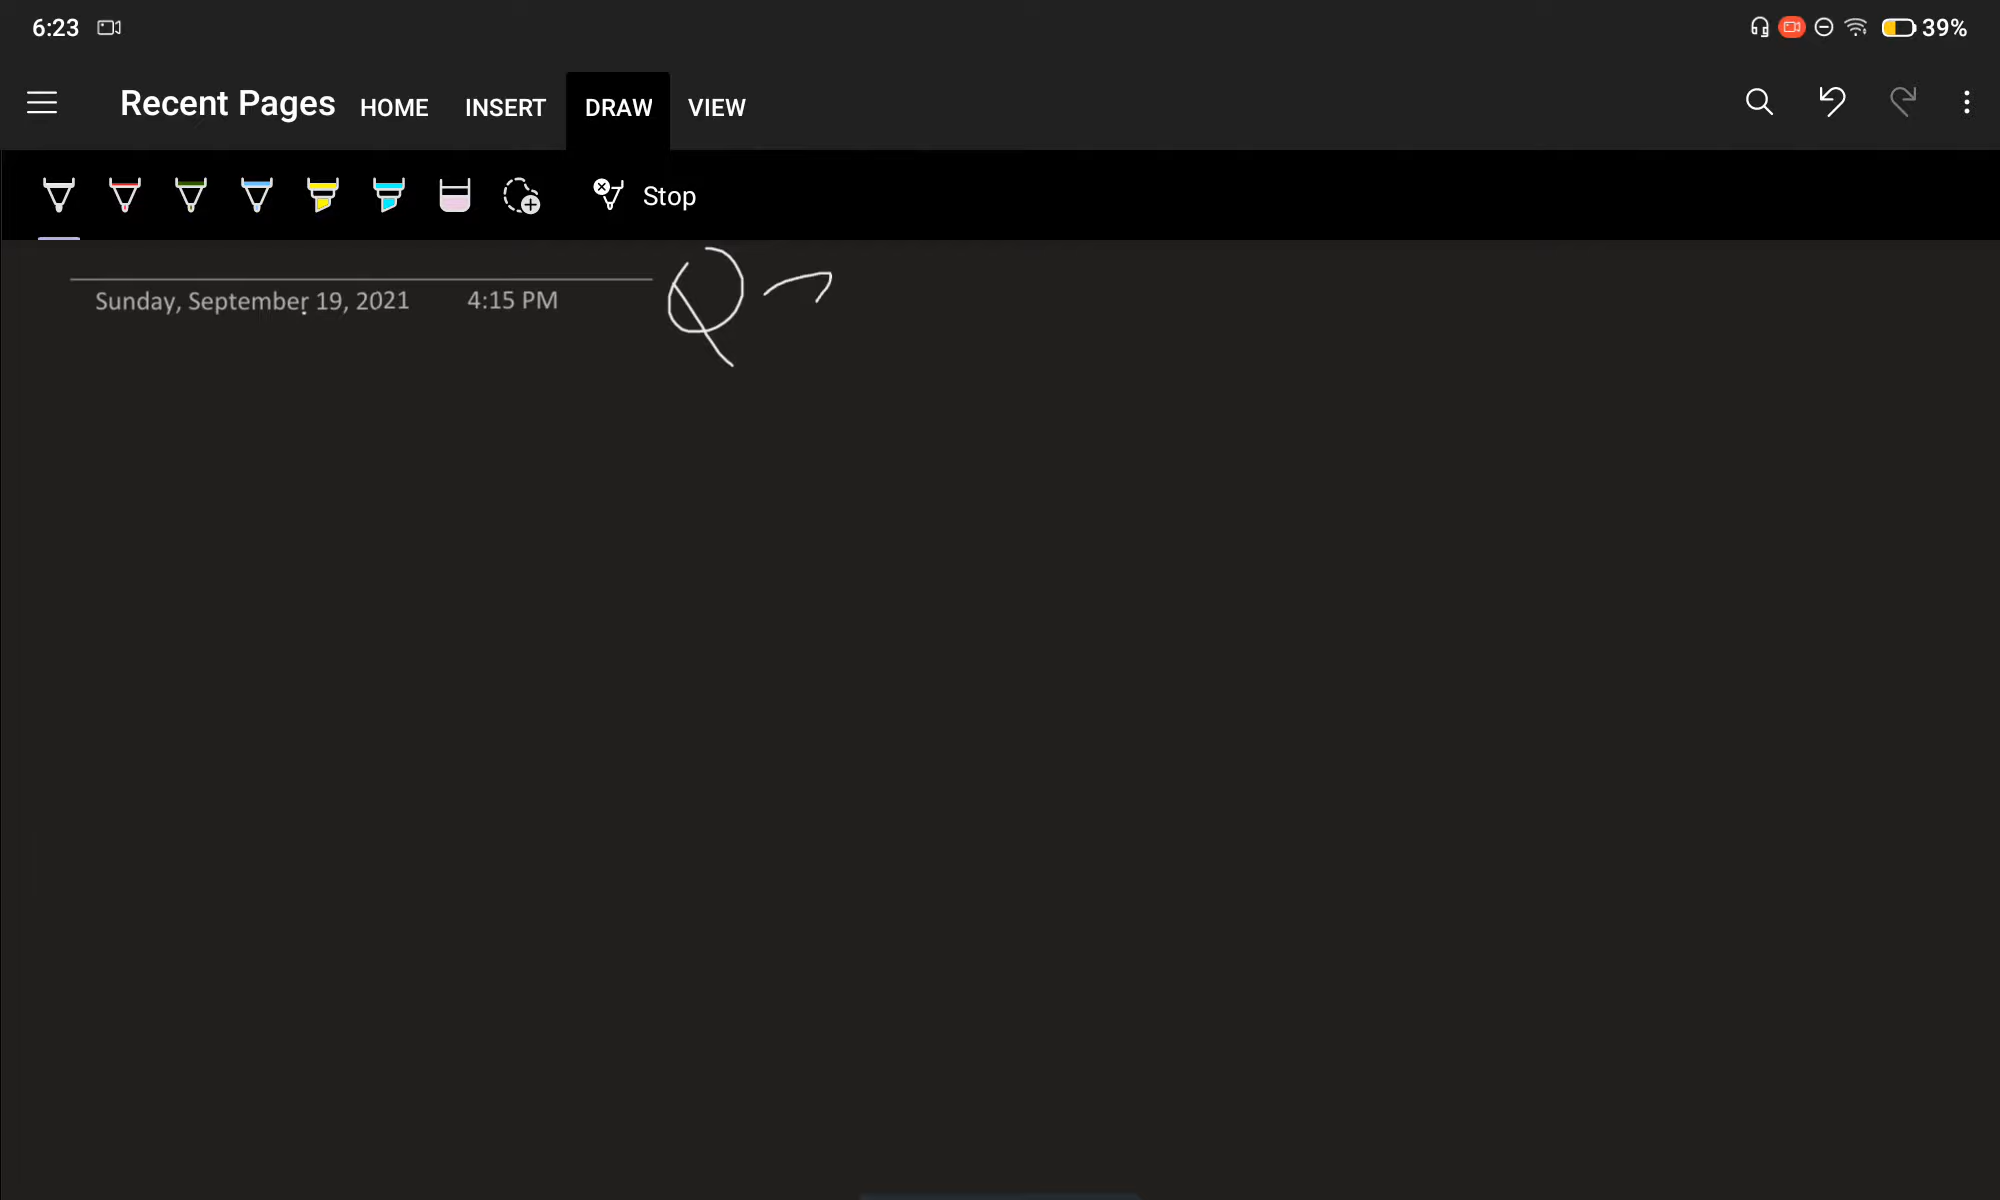 6:23 39%
Recent Pages HOME INSERT DRAW VIEW
Stop
Sunday, September 19, 2021 4:15 PM
Q